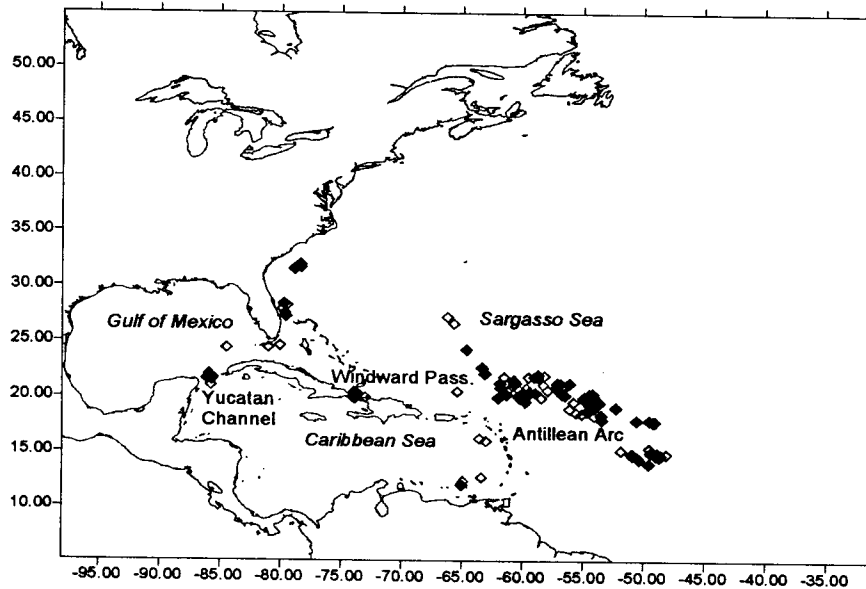 50.00
45.00
40.00
35.00
30.00
25.00
20.00
15.00
10.00
Gulf of Mexico
Sargasso Sea
Windward Pass.
Yucatan
Channel
Caribbean Sea
Antillean Arc
-95.00 -90.00 -85.00 -80.00 -75.00 -70.00 -65.00 -60.00 -55.00 -50.00 -45.00 -40.00 -35.00